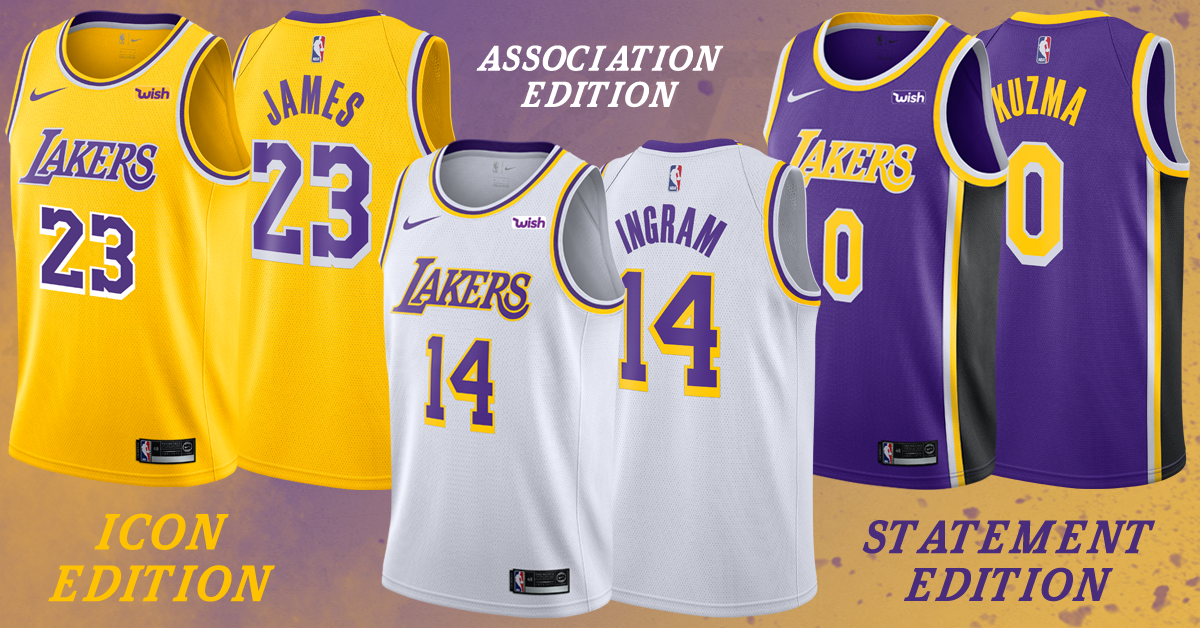 wish
LAKERS
23
JAMES
23
ASSOCIATION
EDITION
wish
LAKERS
14
INGRAM
14
wish
LAKERS
0
KUZMA
0
ICON
EDITION
STATEMENT
EDITION